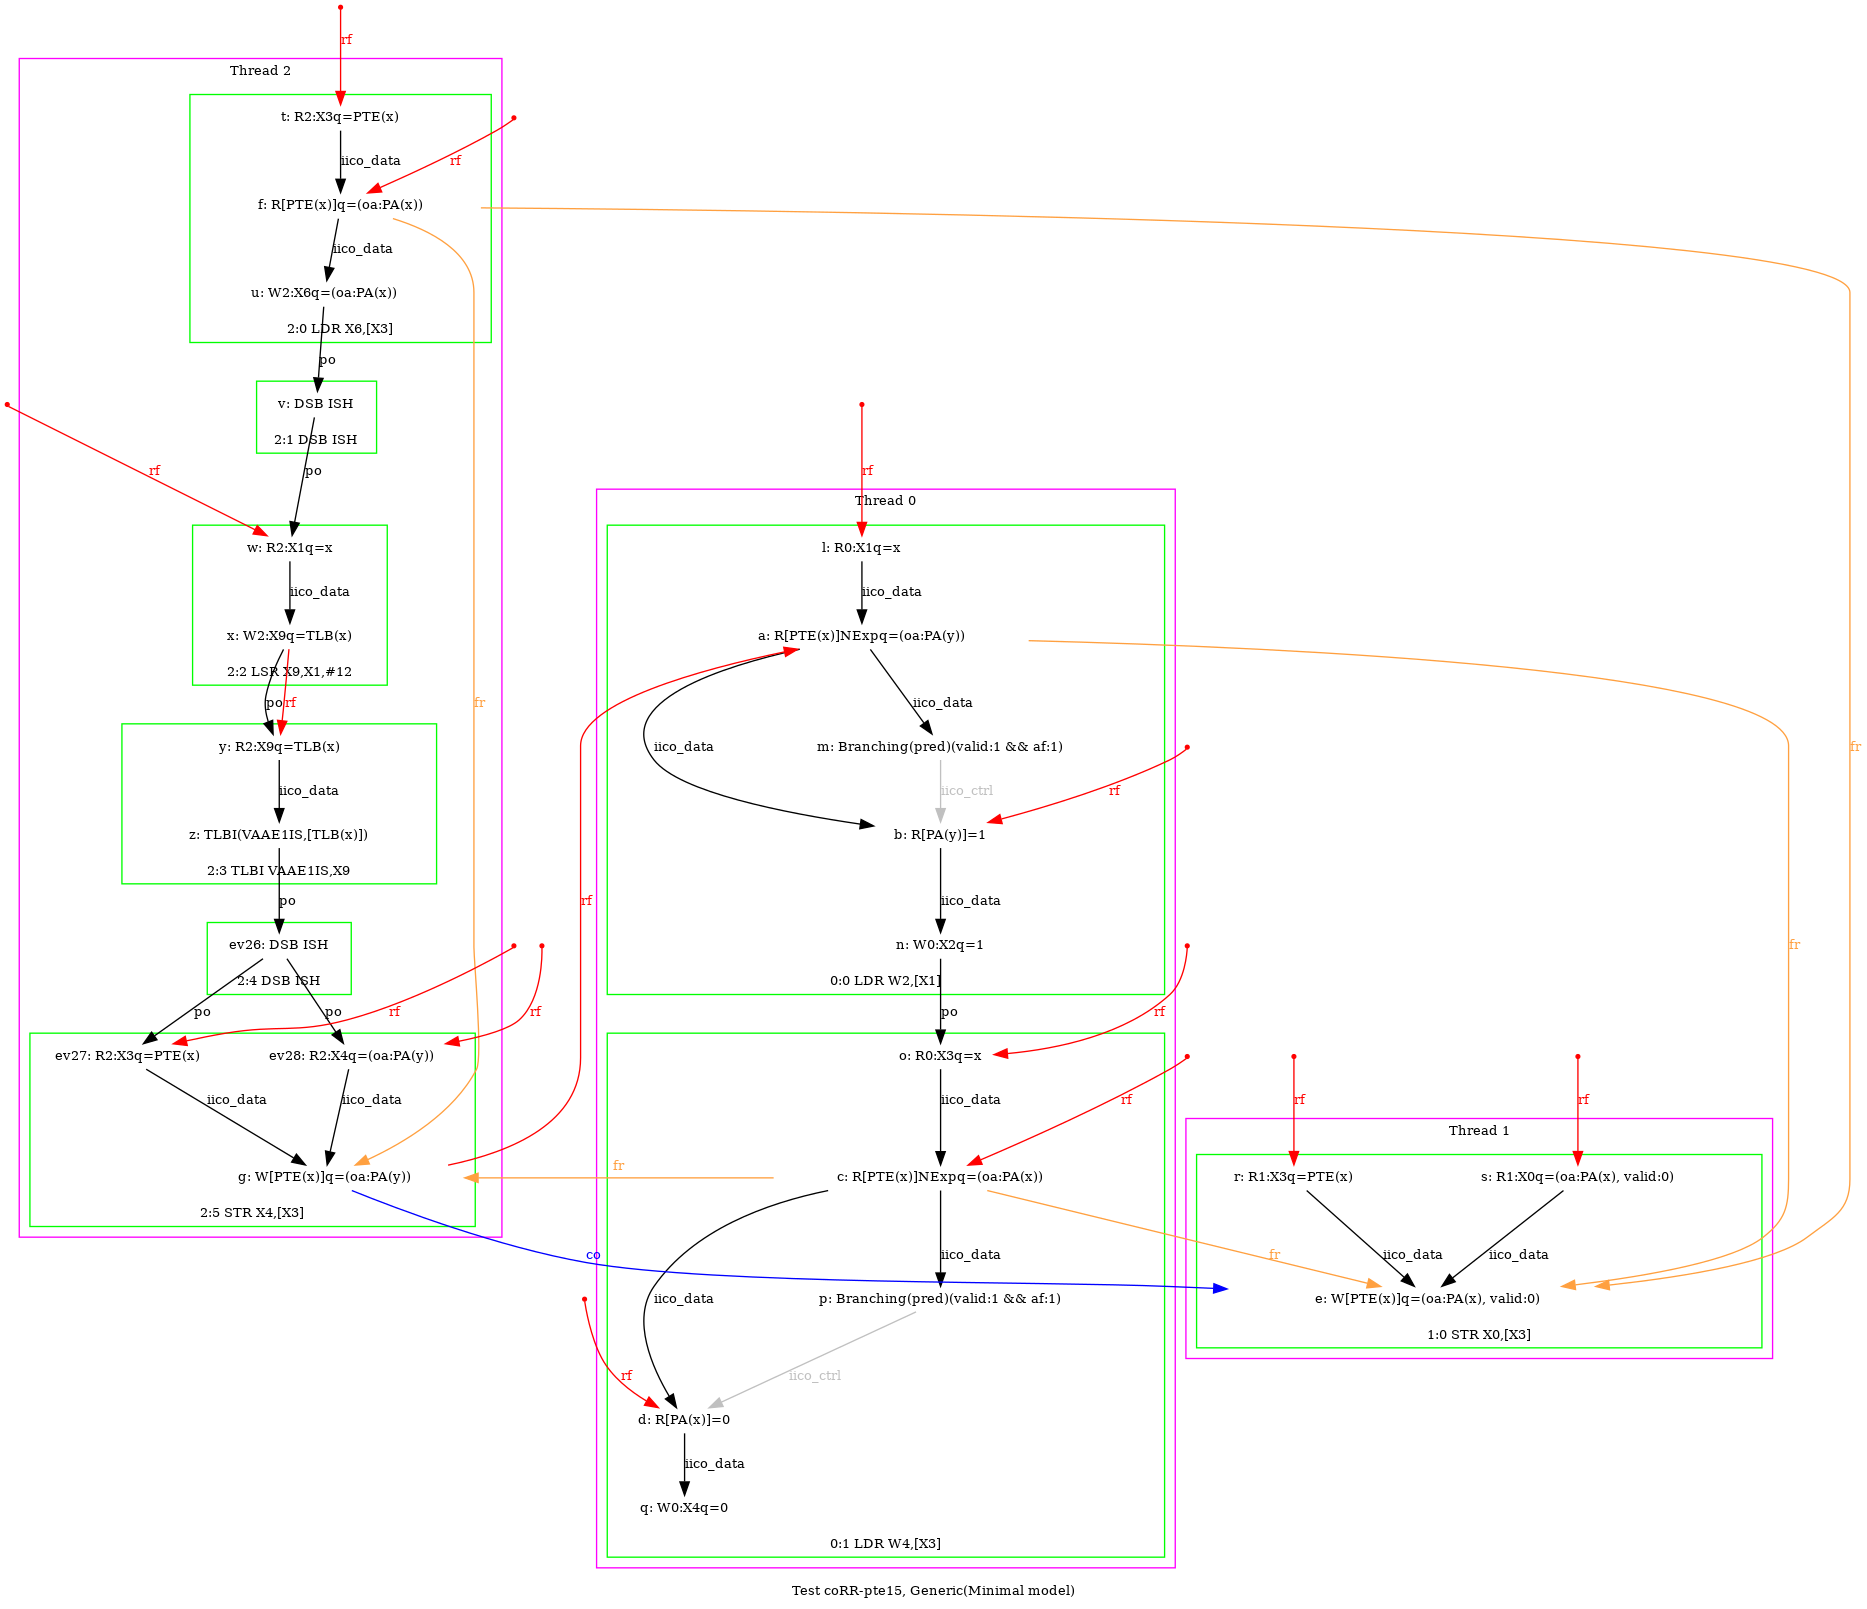 rf
Thread 2
t: R2:X3q=PTE(x)
iico_data
rf
f: R[PTE(x)]q=(oa:PA(x))
iico_data
u: W2:X6q=(oa:PA(x))
2:0 LDR X6,[X3]
po
v: DSB ISH
2:1 DSB ISH
po
rf
w: R2:X1q=x
iico_data
x: W2:X9q=TLB(x)
2:2 LSR X9,X1,#12
po
rf
fr
y: R2:X9q=TLB(x)
iico_data
z: TLBI(VAAE1IS,[TLB(x)])
2:3 TLBI VAAE1IS,X9
po
ev26: DSB ISH
2:4 DSB ISH
po
po
rf
rf
ev27: R2:X3q=PTE(x)
ev28: R2:X4q=(oa:PA(y))
iico_data
iico_data
g: W[PTE(x)]q=(oa:PA(y))
2:5 STR X4,[X3]
rf
Thread 0
l: R0:X1q=x
iico_data
a: R[PTE(x)]NExpq=(oa:PA(y))
iico_data
iico_data
m: Branching(pred)(valid:1 && af:1)
iico_ctrl
rf
b: R[PA(y)]=1
rf
iico_data
n: W0:X2q=1
0:0 LDR W2,[X1]
po
rf
o: R0:X3q=x
iico_data
rf
fr
c: R[PTE(x)]NExpq=(oa:PA(x))
co
iico_data
fr
iico_data
p: Branching(pred)(valid:1 && af:1)
rf
iico_ctrl
d: R[PA(x)]=0
iico_data
q: W0:X4q=0
0:1 LDR W4,[X3]
fr
fr
rf
rf
Thread 1
r: R1:X3q=PTE(x)
s: R1:X0q=(oa:PA(x), valid:0)
iico_data
iico_data
e: W[PTE(x)]q=(oa:PA(x), valid:0)
1:0 STR X0,[X3]
Test coRR-pte15, Generic(Minimal model)